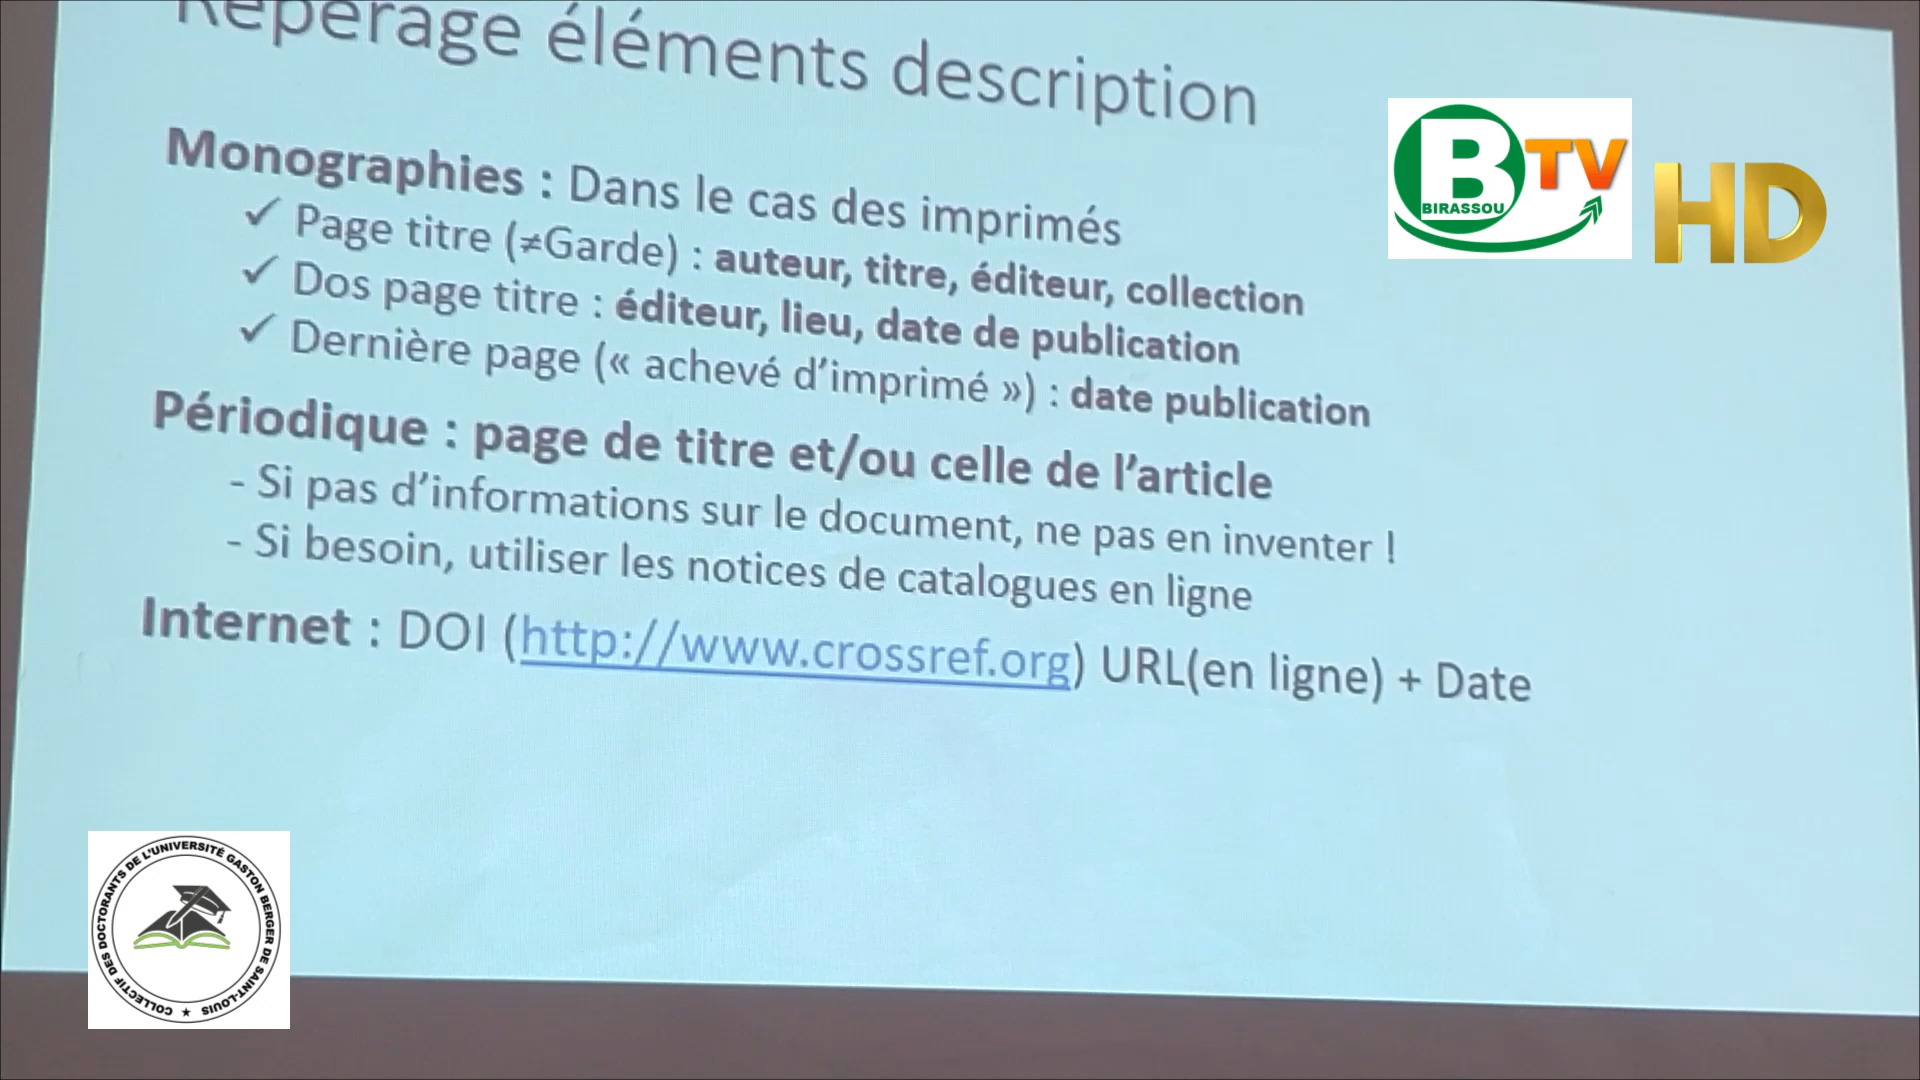 Repérage éléments description
Monographies : Dans le cas des imprimés
✓ Page titre (≠Garde) : auteur, titre, éditeur, collection
✓ Dos page titre : éditeur, lieu, date de publication
✓ Dernière page (« achevé d'imprimé ») : date publication
Périodique : page de titre et/ou celle de l'article
- Si pas d'informations sur le document, ne pas en inventer !
- Si besoin, utiliser les notices de catalogues en ligne
Internet : DOI (http://www.crossref.org) URL(en ligne) + Date
B TV HD
BIRASSOU
COLLECTIF DES DOCTORANTS DE L'UNIVERSITÉ GASTON BERGER DE SAINT-LOUIS ★